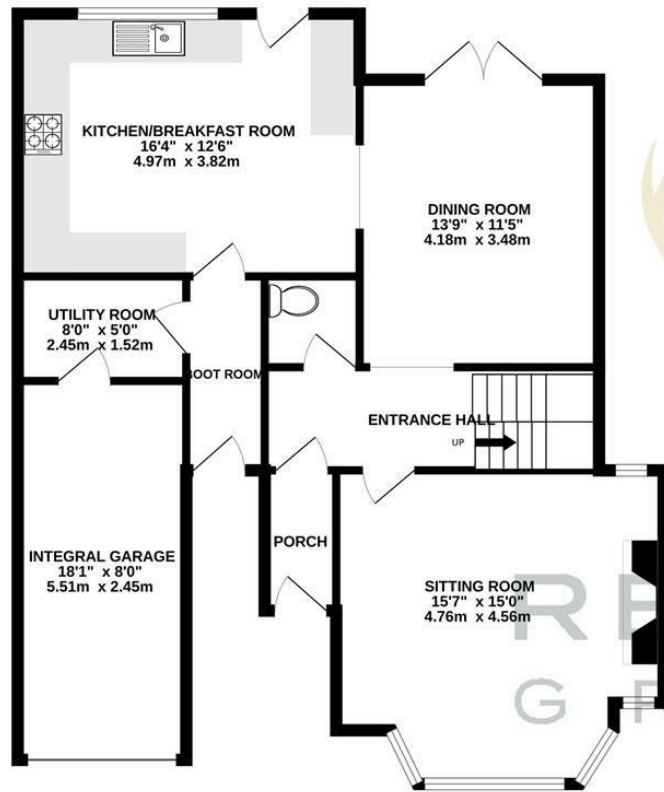 KITCHEN/BREAKFAST ROOM
16'4" x 12'6"
4.97m x 3.82m
DINING ROOM
13'9" x 11'5"
4.18m x 3.48m
UTILITY ROOM
8'0" x 5'0"
2.45m x 1.52m
BOOT ROOM
ENTRANCE HALL
UP
PORCH
INTEGRAL GARAGE
18'1" x 8'0"
5.51m x 2.45m
SITTING ROOM
15'7" x 15'0"
4.76m x 4.56m